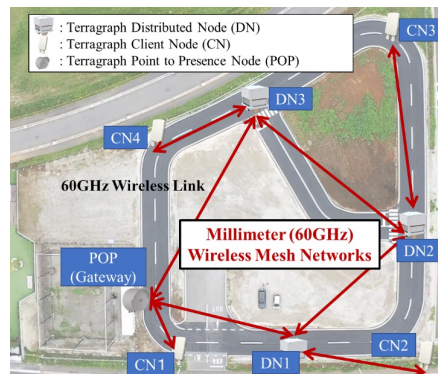 : Terragraph Distributed Node (DN)
: Terragraph Client Node (CN)
: Terragraph Point to Presence Node (POP)
CN3
DN3
CN4
60GHz Wireless Link
Millimeter (60GHz)
Wireless Mesh Networks
DN2
POP
(Gateway)
CN1
DN1
CN2